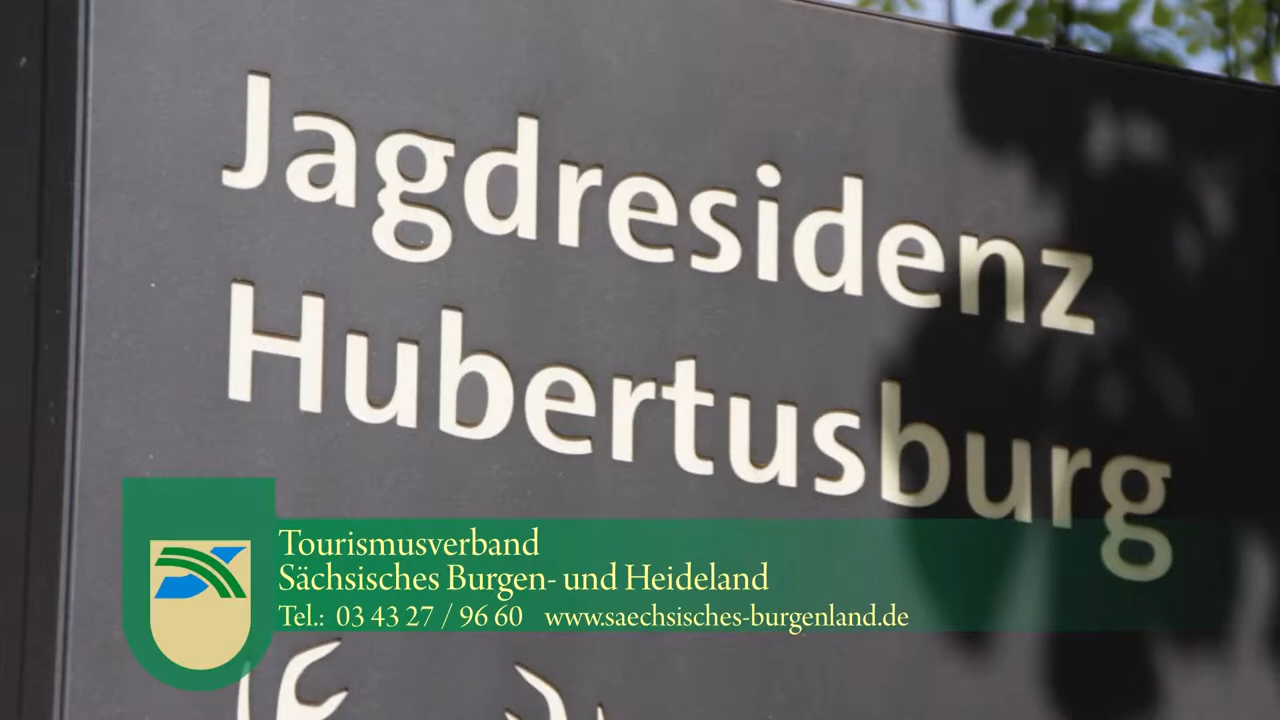 Jagdresidenz
Hubertusburg
Tourismusverband
Sächsisches Burgen- und Heideland
Tel.: 03 43 27 / 96 60 www.saechsisches-burgenland.de